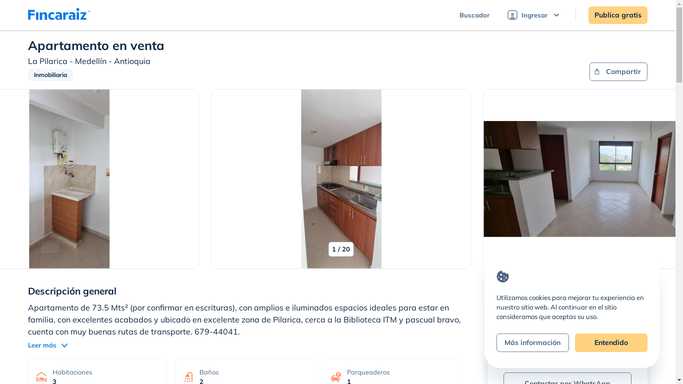 Fincaraiz
Buscador
Ingresar
Publica gratis
Apartamento en venta
La Pilarica - Medellín - Antioquia
Inmobiliaria
Compartir
1 / 20
Descripción general
Apartamento de 73.5 Mts² (por confirmar en escrituras), con amplios e iluminados espacios ideales para estar en
familia, con excelentes acabados y ubicado en excelente zona de Pilarica, cerca a la Biblioteca ITM y pascual bravo,
cuenta con muy buenas rutas de transporte. 679-44041.
Leer más
Habitaciones
3
Baños
2
Parqueaderos
1
Utilizamos cookies para mejorar tu experiencia en
nuestro sitio web. Al continuar en el sitio
consideramos que aceptas su uso.
Más información
Entendido
Contactar por WhatsApp